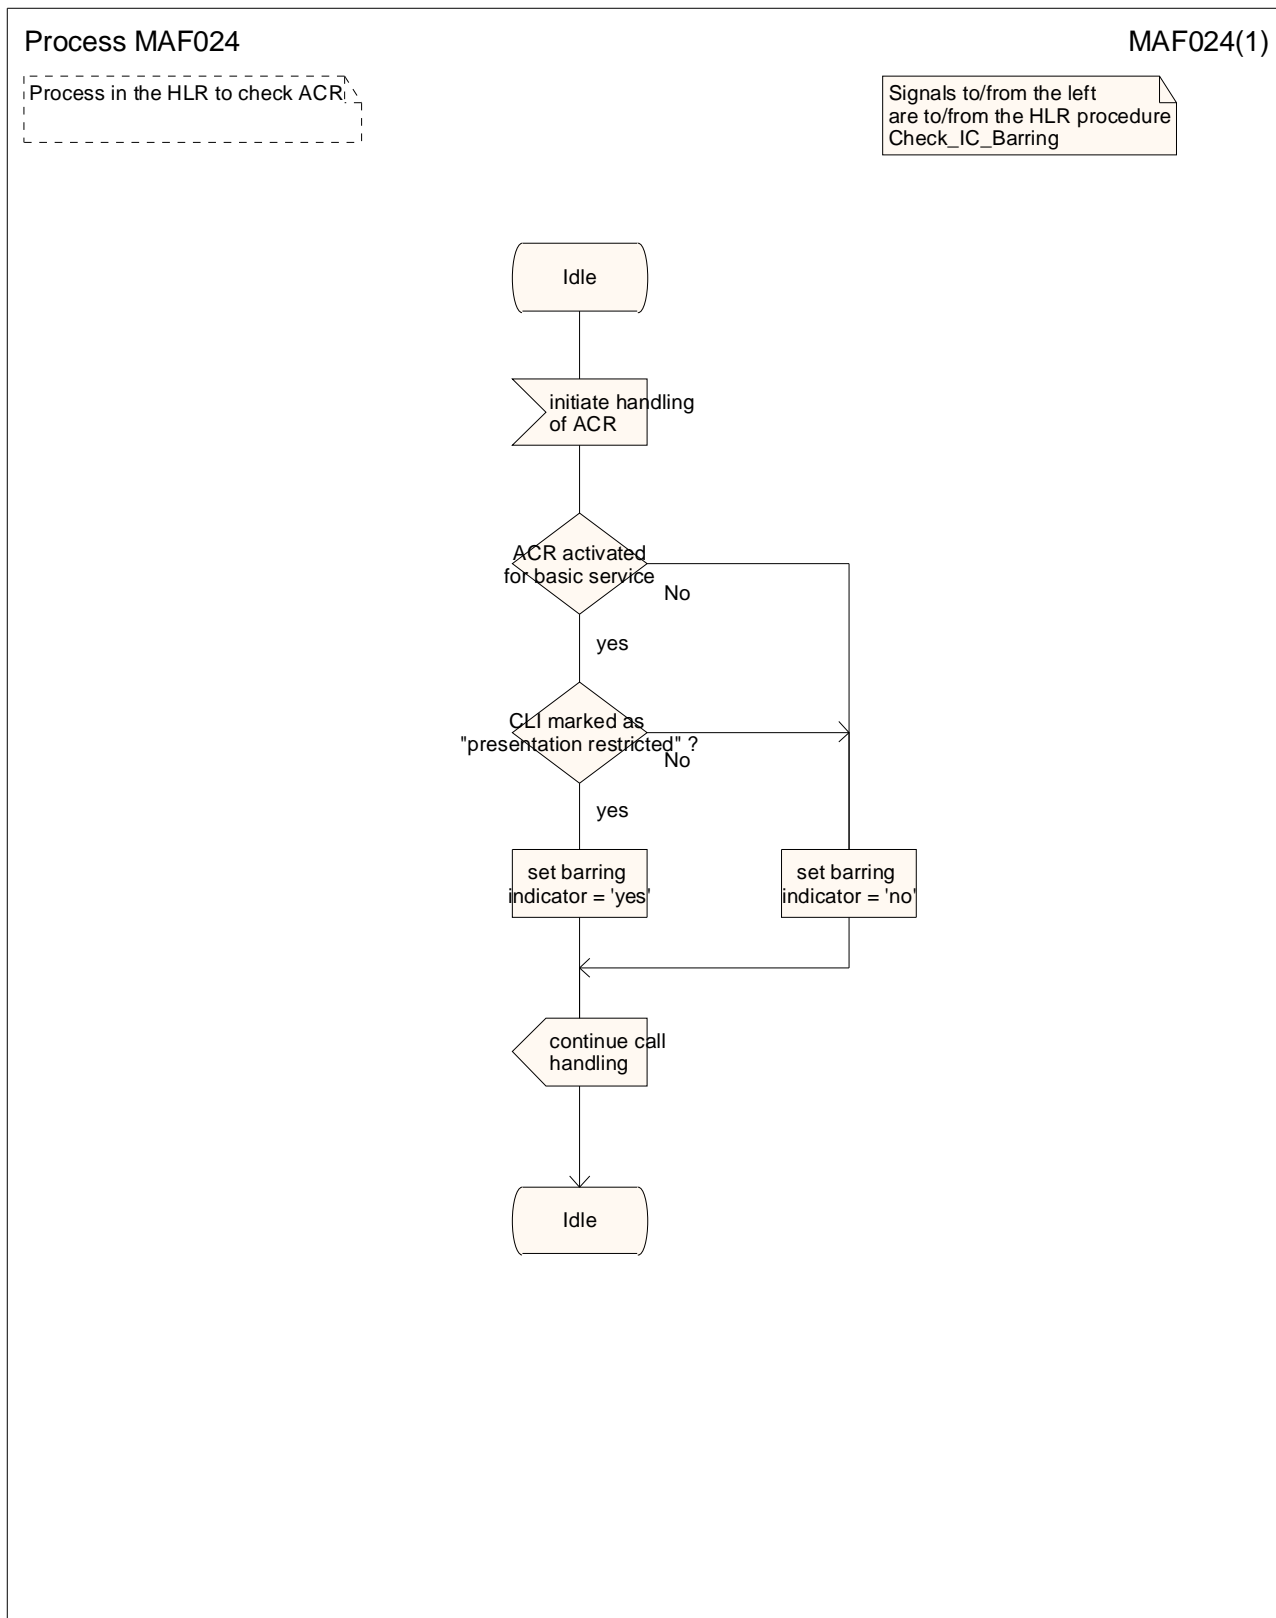 Process MAF024
MAF024(1)
Process in the HLR to check ACR
Signals to/from the left
are to/from the HLR procedure
Check_IC_Barring
Idle
initiate handling
of ACR
ACR activated
for basic service
No
yes
CLI marked as
"presentation restricted" ?
No
yes
set barring
indicator = 'yes'
set barring
indicator = 'no'
continue call
handling
Idle